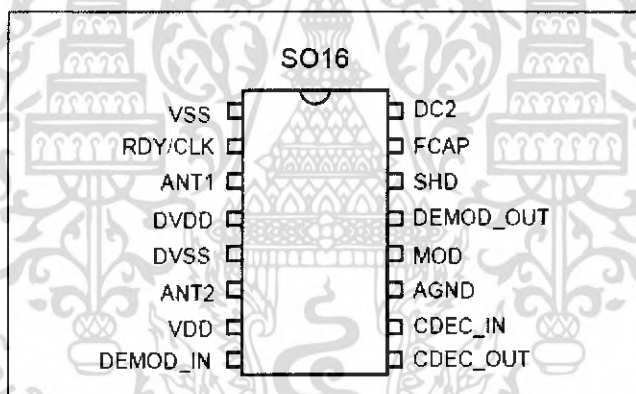 SO16
VSS DC2
RDY/CLK FCAP
ANT1 SHD
DVDD DEMOD_OUT
DVSS MOD
ANT2 AGND
VDD CDEC_IN
DEMOD_IN CDEC_OUT